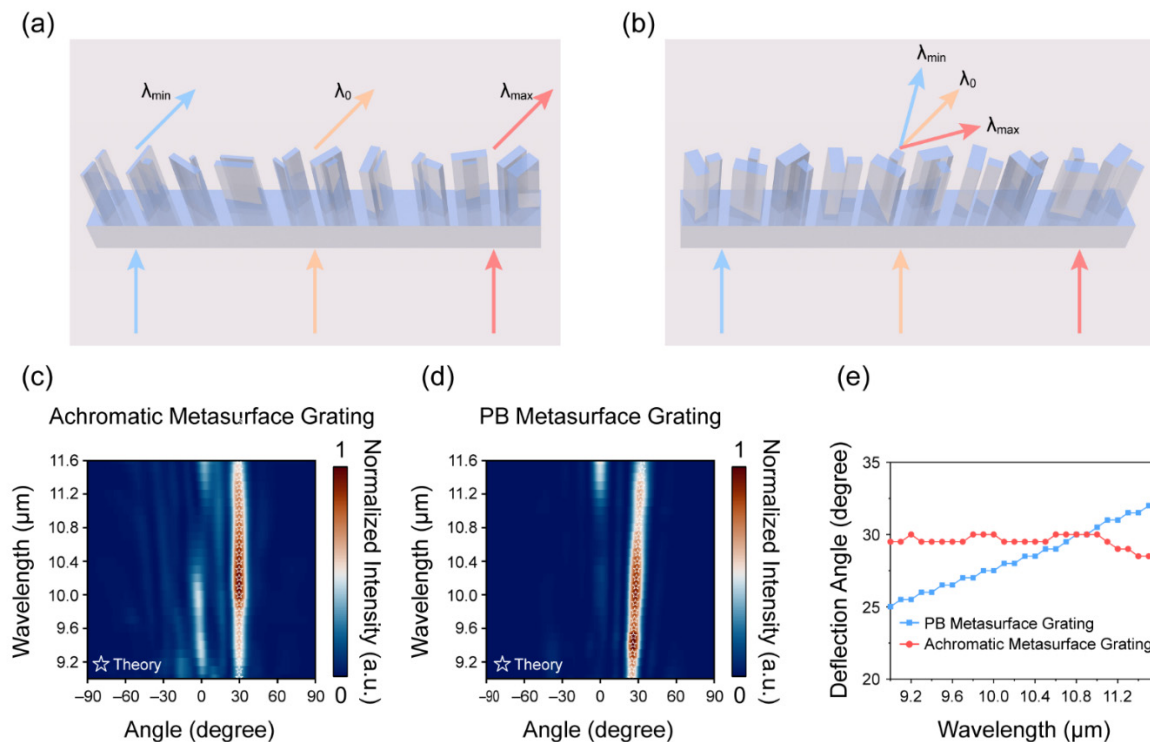 (a)
(b)
λmin
λ0
λmax
λmin
λ0
λmax
(c)
(d)
(e)
Achromatic Metasurface Grating
PB Metasurface Grating
Wavelength (µm)
11.6
11.2
10.8
10.4
10.0
9.6
9.2
☆ Theory
−90 −60 −30 0 30 60 90
Angle (degree)
1
0
Normalized Intensity (a.u.)
Wavelength (µm)
11.6
11.2
10.8
10.4
10.0
9.6
9.2
☆ Theory
−90 −60 −30 0 30 60 90
Angle (degree)
1
0
Normalized Intensity (a.u.)
Deflection Angle (degree)
35
30
25
20
PB Metasurface Grating
Achromatic Metasurface Grating
9.2 9.6 10.0 10.4 10.8 11.2
Wavelength (µm)